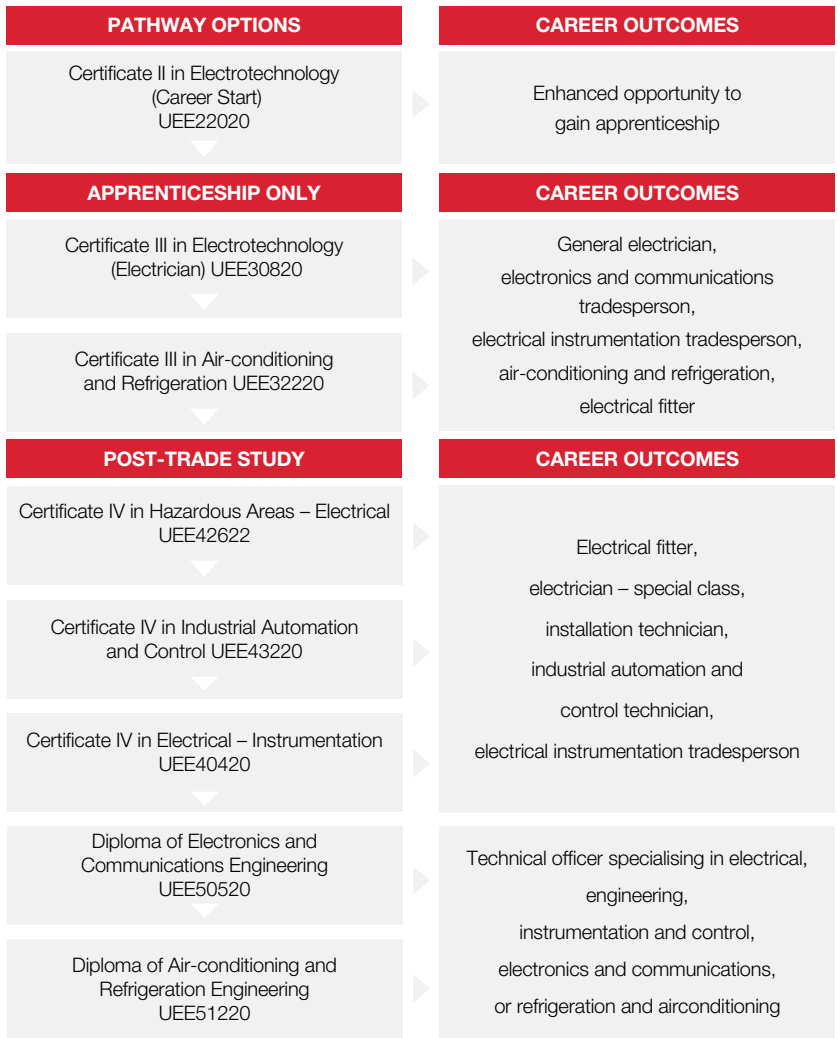 PATHWAY OPTIONS
CAREER OUTCOMES
Certificate II in Electrotechnology
(Career Start)
UEE22020
Enhanced opportunity to
gain apprenticeship
APPRENTICESHIP ONLY
CAREER OUTCOMES
Certificate III in Electrotechnology
(Electrician) UEE30820
Certificate III in Air-conditioning
and Refrigeration UEE32220
General electrician,
electronics and communications
tradesperson,
electrical instrumentation tradesperson,
air-conditioning and refrigeration,
electrical fitter
POST-TRADE STUDY
CAREER OUTCOMES
Certificate IV in Hazardous Areas – Electrical
UEE42622
Certificate IV in Industrial Automation
and Control UEE43220
Certificate IV in Electrical – Instrumentation
UEE40420
Electrical fitter,
electrician – special class,
installation technician,
industrial automation and
control technician,
electrical instrumentation tradesperson
Diploma of Electronics and
Communications Engineering
UEE50520
Diploma of Air-conditioning and
Refrigeration Engineering
UEE51220
Technical officer specialising in electrical,
engineering,
instrumentation and control,
electronics and communications,
or refrigeration and airconditioning